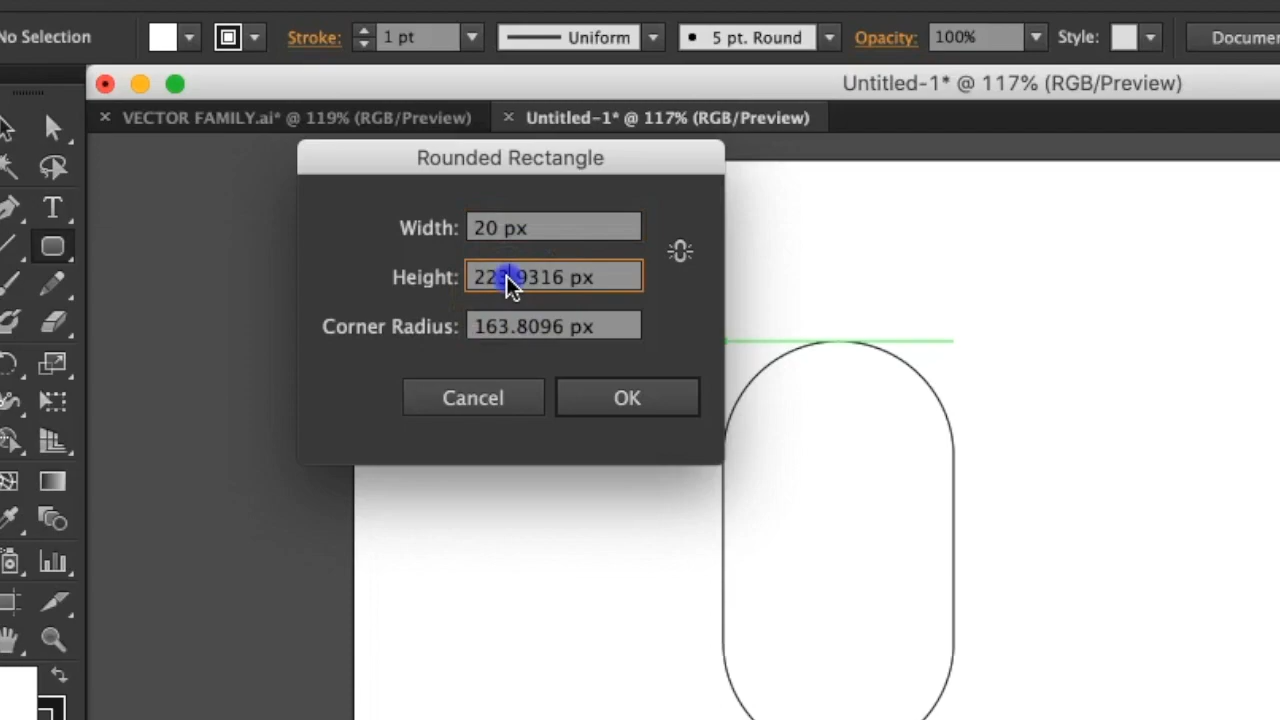 No Selection
Stroke:
1 pt
Uniform
5 pt. Round
Opacity:
100%
Style:
Untitled-1* @ 117% (RGB/Preview)
VECTOR FAMILY.ai* @ 119% (RGB/Preview)
Untitled-1* @ 117% (RGB/Preview)
Rounded Rectangle
Width: 20 px
Height: 223.9316 px
Corner Radius: 163.8096 px
Cancel
OK